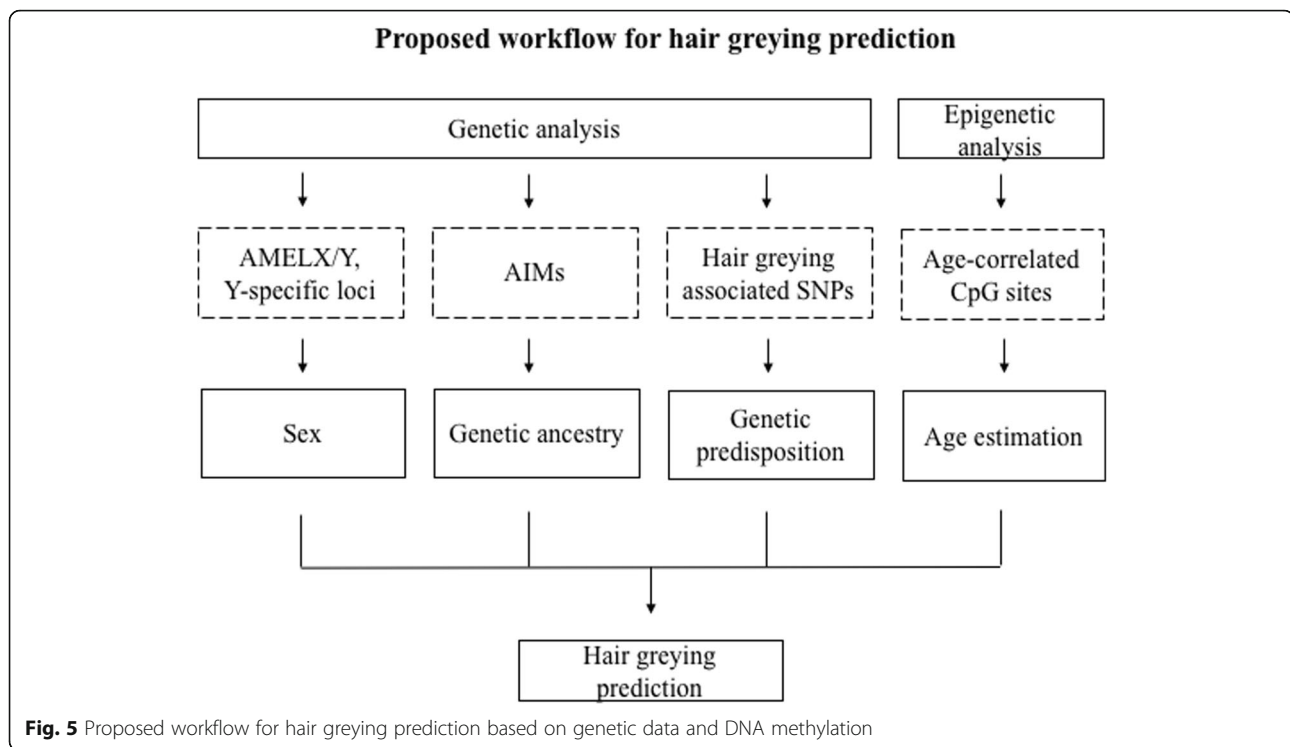 Proposed workflow for hair greying prediction
Genetic analysis
Epigenetic
analysis
AMELX/Y,
Y-specific loci
AIMs
Hair greying
associated SNPs
Age-correlated
CpG sites
Sex
Genetic ancestry
Genetic
predisposition
Age estimation
Hair greying
prediction
Fig. 5 Proposed workflow for hair greying prediction based on genetic data and DNA methylation